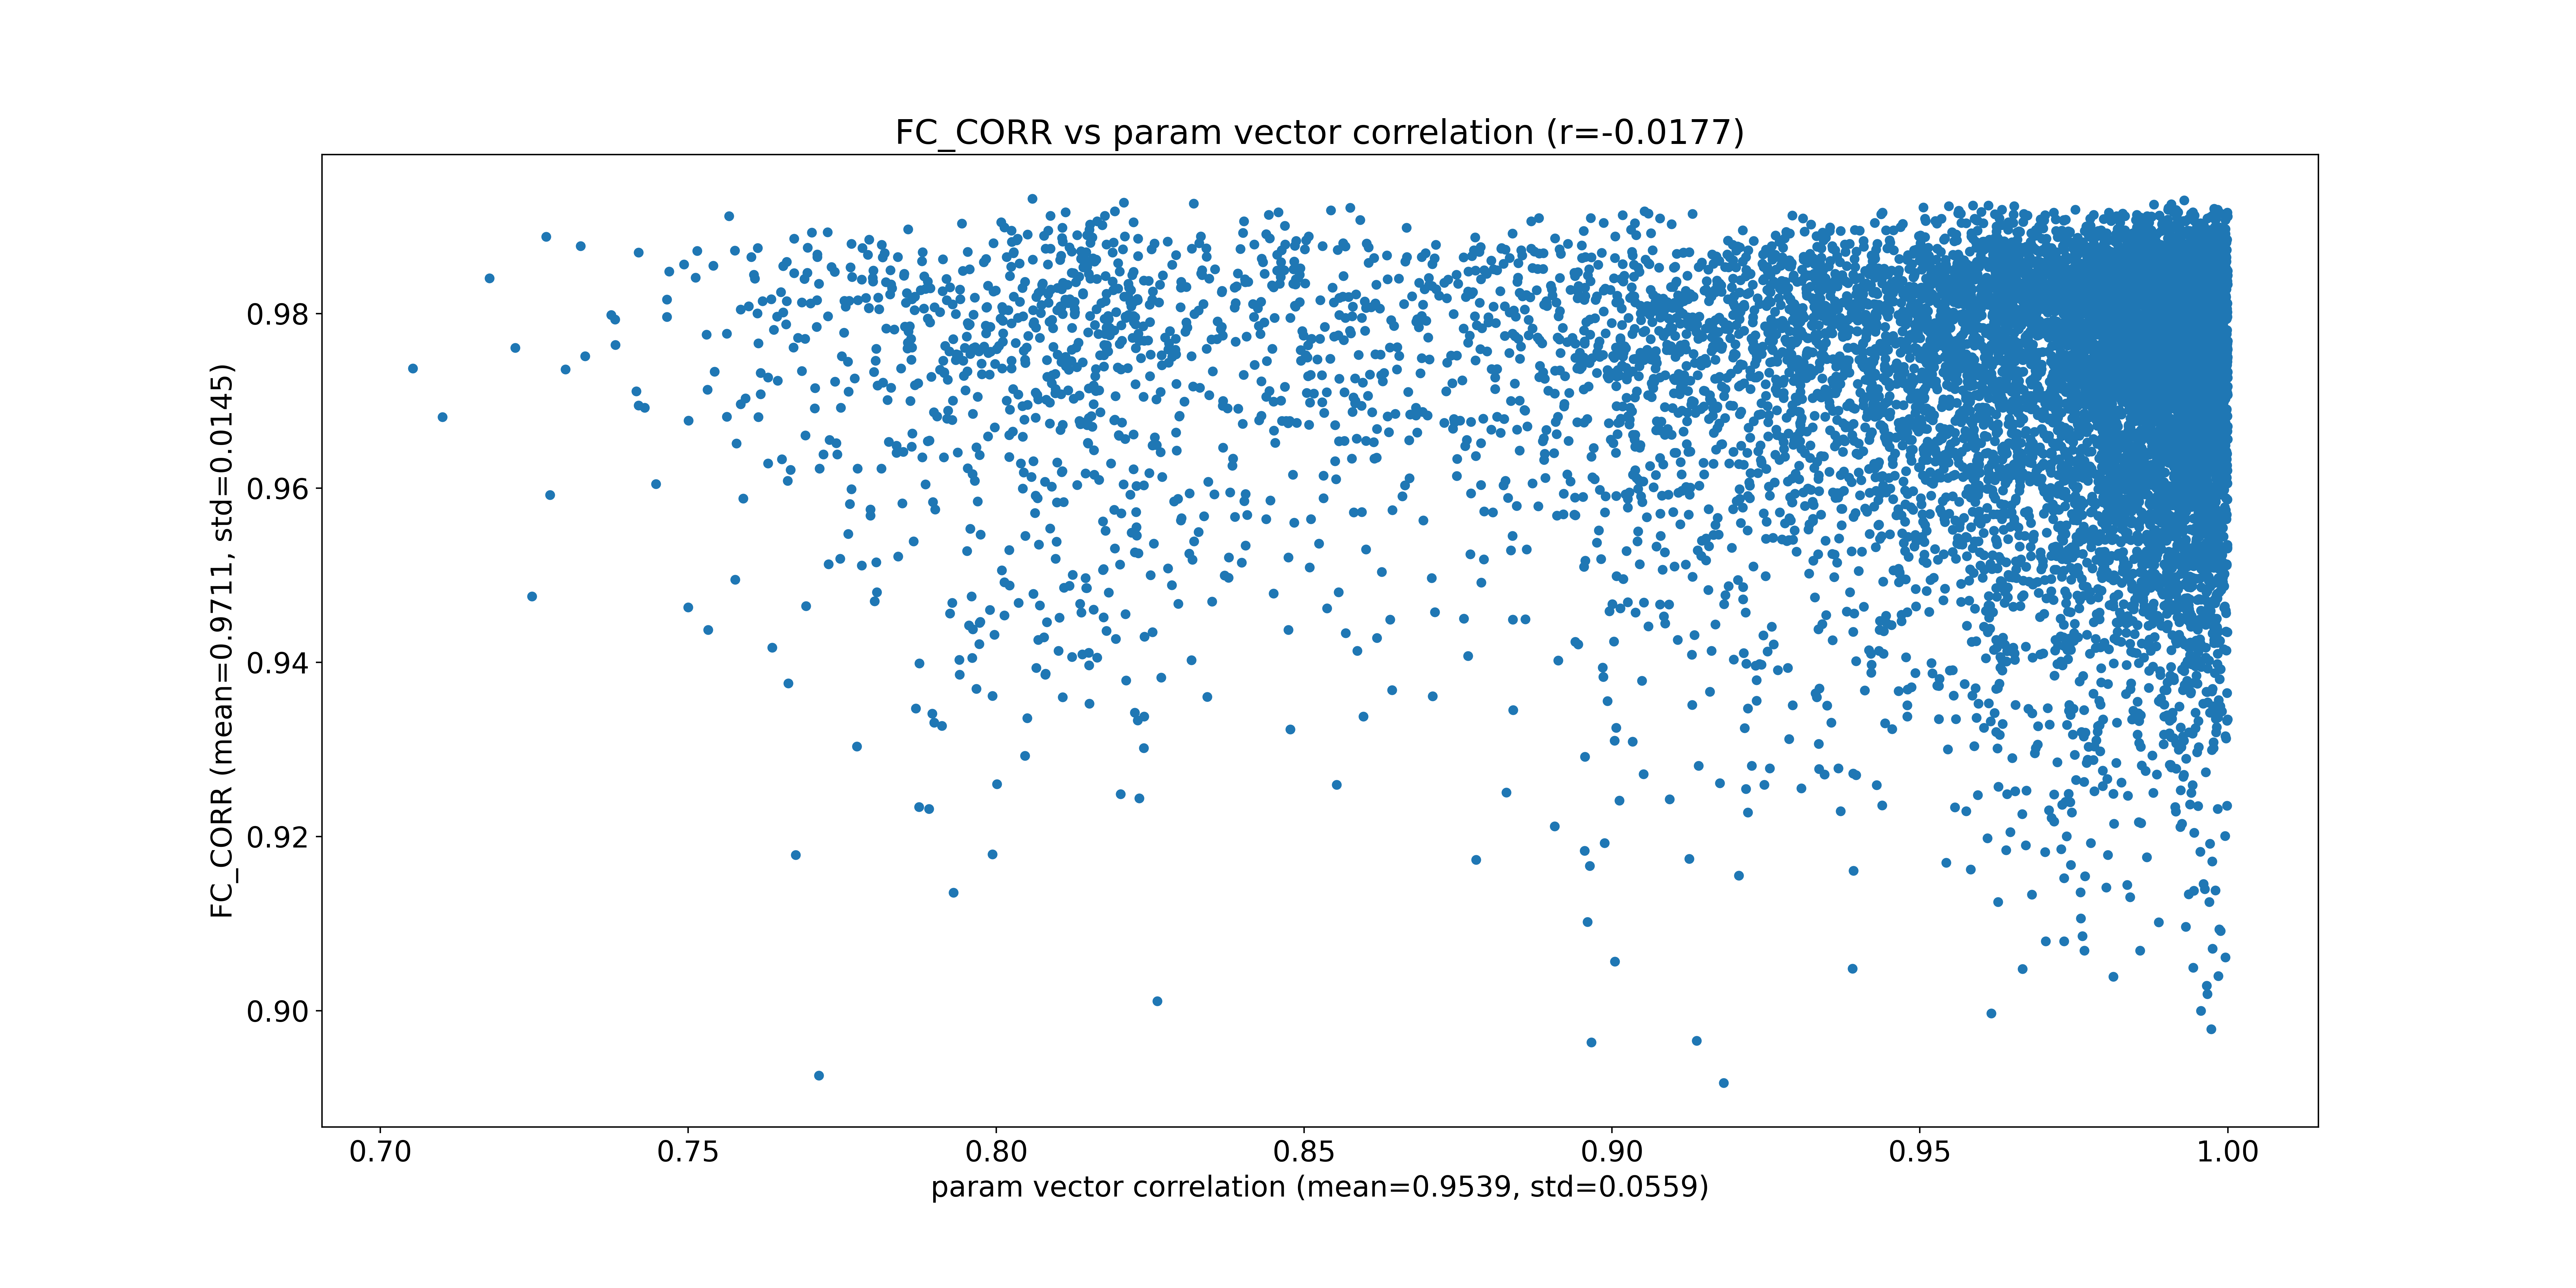 FC_CORR vs param vector correlation (r=-0.0177)
FC_CORR (mean=0.9711, std=0.0145)
0.98
0.96
0.94
0.92
0.90
0.70 0.75 0.80 0.85 0.90 0.95 1.00
param vector correlation (mean=0.9539, std=0.0559)